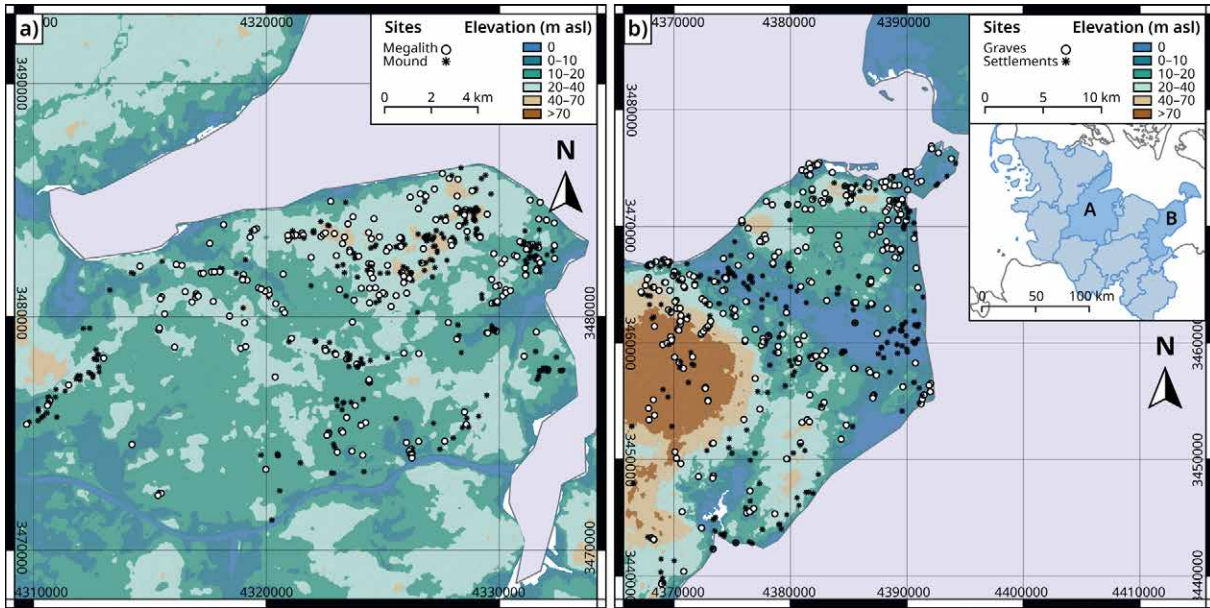 a)
4320000
Sites
Elevation (m asl)
Megalith
Mound
0
0–10
10–20
20–40
40–70
>70
0 2 4 km
N
3490000
3480000
3480000
3470000
3470000
4310000
4320000
4330000
b)
4370000
4380000
4390000
Sites
Elevation (m asl)
Graves
Settlements
0
0–10
10–20
20–40
40–70
>70
0 5 10 km
A
B
0 50 100 km
N
3480000
3470000
3460000
3460000
3450000
3450000
3440000
3440000
4370000
4380000
4390000
4400000
4410000